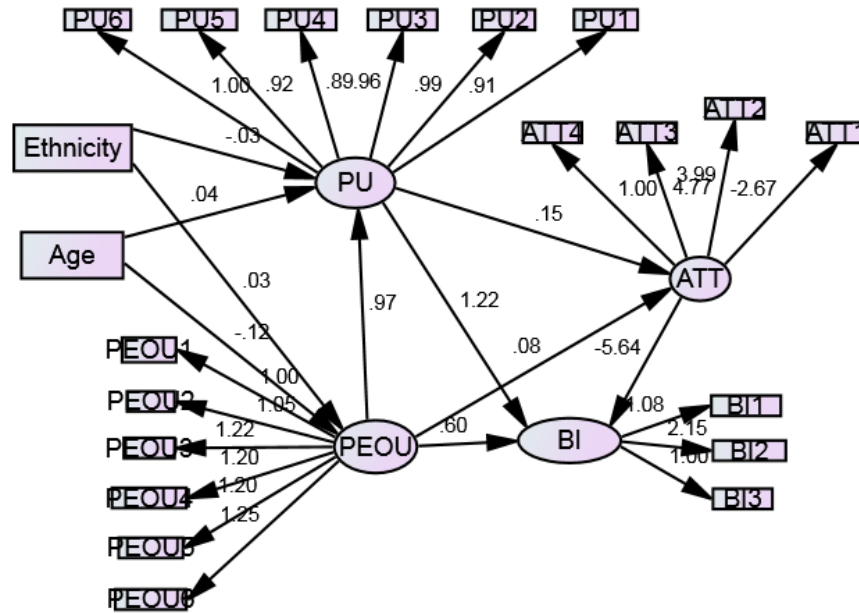 PU6 PU5 PU4 PU3 PU2 PU1
1.00 .92 .89 .96 .99 .91
ATT4 ATT3 ATT2 ATT1
1.00 4.77 3.99 -2.67
Ethnicity
-.03
PU
.04
Age
.15
ATT
.03
-.12
.97
1.22
.08
-5.64
PEOU1
1.00
PEOU2
1.05
PEOU3
1.22
PEOU4
1.20
PEOU5
1.20
PEOU6
1.25
PEOU
.60
BI
1.08
BI1
2.15
BI2
1.00
BI3